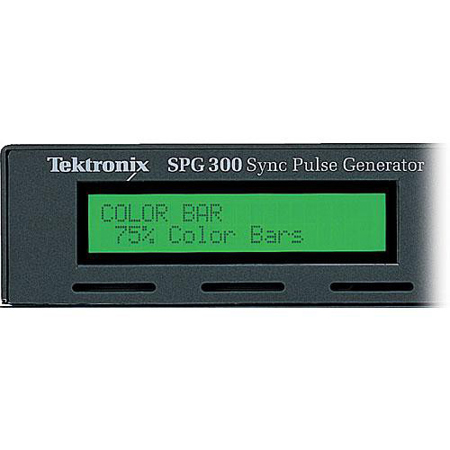 Tektronix SPG 300 Sync Pulse Generator
COLOR BAR
75% Color Bars